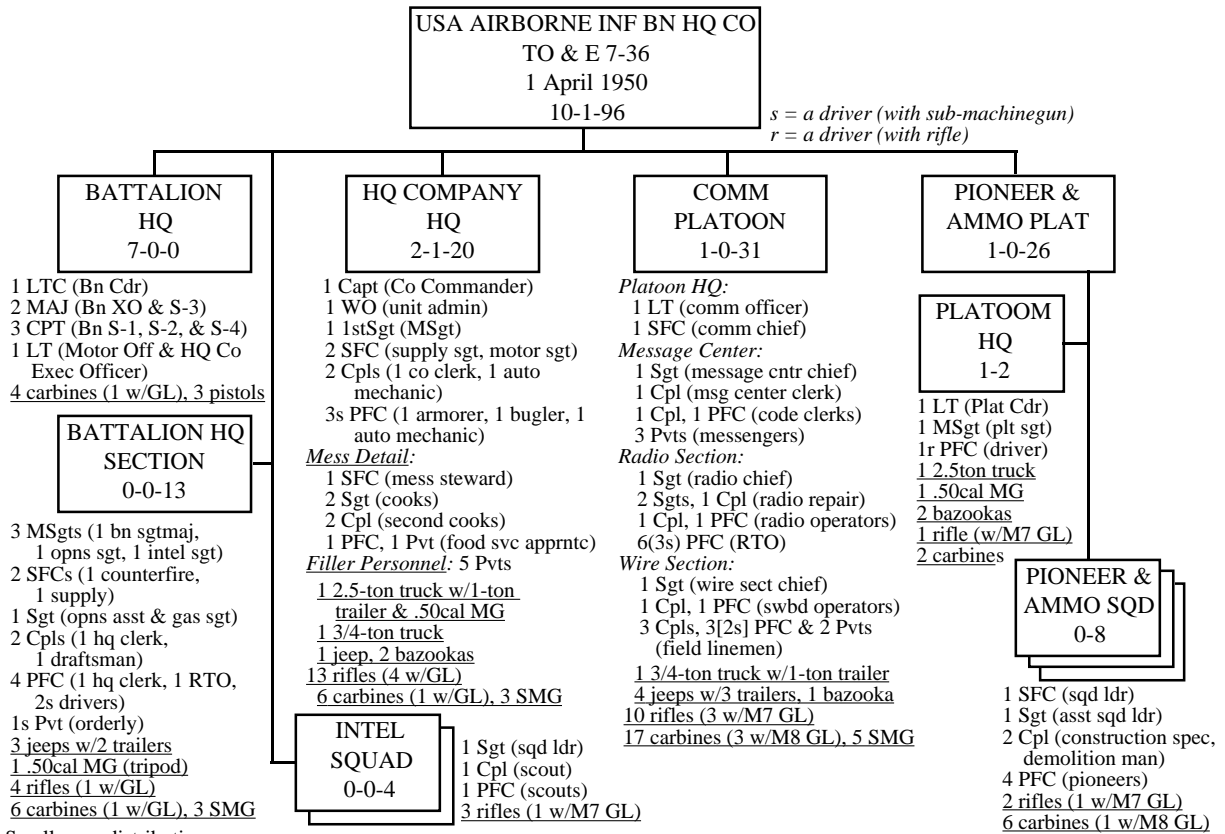 USA AIRBORNE INF BN HQ CO
TO & E 7-36
1 April 1950
10-1-96
s = a driver (with sub-machinegun)
r = a driver (with rifle)
BATTALION
HQ
7-0-0
1 LTC (Bn Cdr)
2 MAJ (Bn XO & S-3)
3 CPT (Bn S-1, S-2, & S-4)
1 LT (Motor Off & HQ Co
Exec Officer)
4 carbines (1 w/GL), 3 pistols
BATTALION HQ
SECTION
0-0-13
3 MSgts (1 bn sgtmaj,
1 opns sgt, 1 intel sgt)
2 SFCs (1 counterfire,
1 supply)
1 Sgt (opns asst & gas sgt)
2 Cpls (1 hq clerk,
1 draftsman)
4 PFC (1 hq clerk, 1 RTO,
2s drivers)
1s Pvt (orderly)
3 jeeps w/2 trailers
1 .50cal MG (tripod)
4 rifles (1 w/GL)
6 carbines (1 w/GL), 3 SMG
HQ COMPANY
HQ
2-1-20
1 Capt (Co Commander)
1 WO (unit admin)
1 1stSgt (MSgt)
2 SFC (supply sgt, motor sgt)
2 Cpls (1 co clerk, 1 auto
mechanic)
3s PFC (1 armorer, 1 bugler, 1
auto mechanic)
Mess Detail:
1 SFC (mess steward)
2 Sgt (cooks)
2 Cpl (second cooks)
1 PFC, 1 Pvt (food svc apprntc)
Filler Personnel: 5 Pvts
1 2.5-ton truck w/1-ton
trailer & .50cal MG
1 3/4-ton truck
1 jeep, 2 bazookas
13 rifles (4 w/GL)
6 carbines (1 w/GL), 3 SMG
INTEL
SQUAD
0-0-4
1 Sgt (sqd ldr)
1 Cpl (scout)
1 PFC (scouts)
3 rifles (1 w/M7 GL)
COMM
PLATOON
1-0-31
Platoon HQ:
1 LT (comm officer)
1 SFC (comm chief)
Message Center:
1 Sgt (message cntr chief)
1 Cpl (msg center clerk)
1 Cpl, 1 PFC (code clerks)
3 Pvts (messengers)
Radio Section:
1 Sgt (radio chief)
2 Sgts, 1 Cpl (radio repair)
1 Cpl, 1 PFC (radio operators)
6(3s) PFC (RTO)
Wire Section:
1 Sgt (wire sect chief)
1 Cpl, 1 PFC (swbd operators)
3 Cpls, 3[2s] PFC & 2 Pvts
(field linemen)
1 3/4-ton truck w/1-ton trailer
4 jeeps w/3 trailers, 1 bazooka
10 rifles (3 w/M7 GL)
17 carbines (3 w/M8 GL), 5 SMG
PIONEER &
AMMO PLAT
1-0-26
PLATOOM
HQ
1-2
1 LT (Plat Cdr)
1 MSgt (plt sgt)
1r PFC (driver)
1 2.5ton truck
1 .50cal MG
2 bazookas
1 rifle (w/M7 GL)
2 carbines
PIONEER &
AMMO SQD
0-8
1 SFC (sqd ldr)
1 Sgt (asst sqd ldr)
2 Cpl (construction spec,
demolition man)
4 PFC (pioneers)
2 rifles (1 w/M7 GL)
6 carbines (1 w/M8 GL)